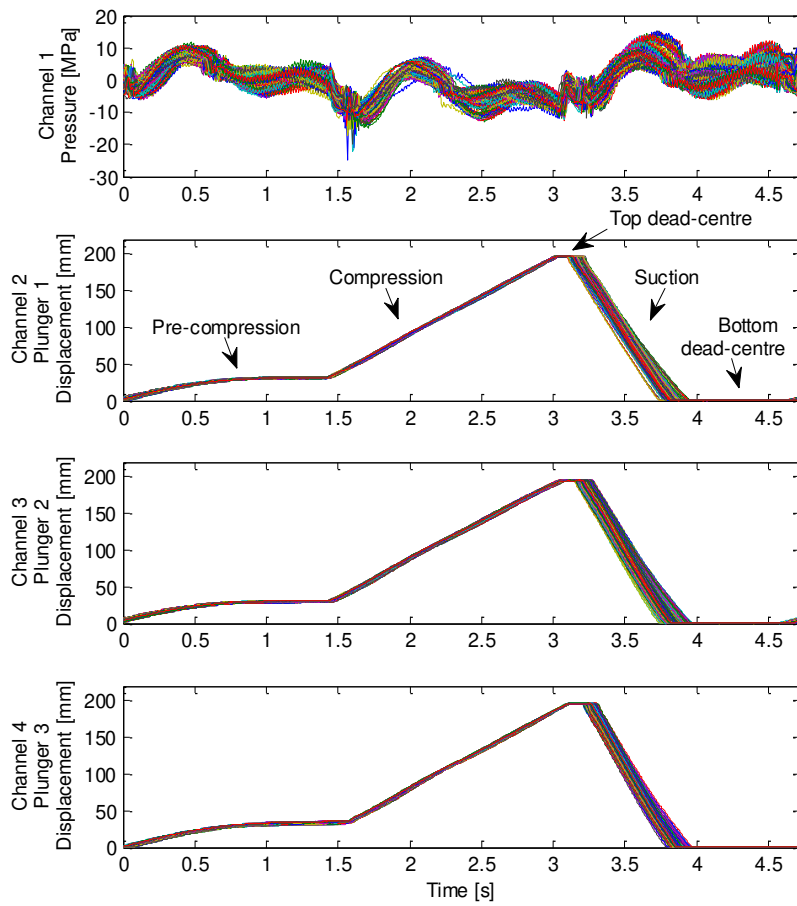 20
10
0
-10
-20
-30
Channel 1
Pressure [MPa]
0 0.5 1 1.5 2 2.5 3 3.5 4 4.5
Top dead-centre
200
150
100
50
0
Channel 2
Plunger 1
Displacement [mm]
Compression
Suction
Pre-compression
Bottom
dead-centre
0 0.5 1 1.5 2 2.5 3 3.5 4 4.5
200
150
100
50
0
Channel 3
Plunger 2
Displacement [mm]
0 0.5 1 1.5 2 2.5 3 3.5 4 4.5
200
150
100
50
0
Channel 4
Plunger 3
Displacement [mm]
0 0.5 1 1.5 2 2.5 3 3.5 4 4.5
Time [s]